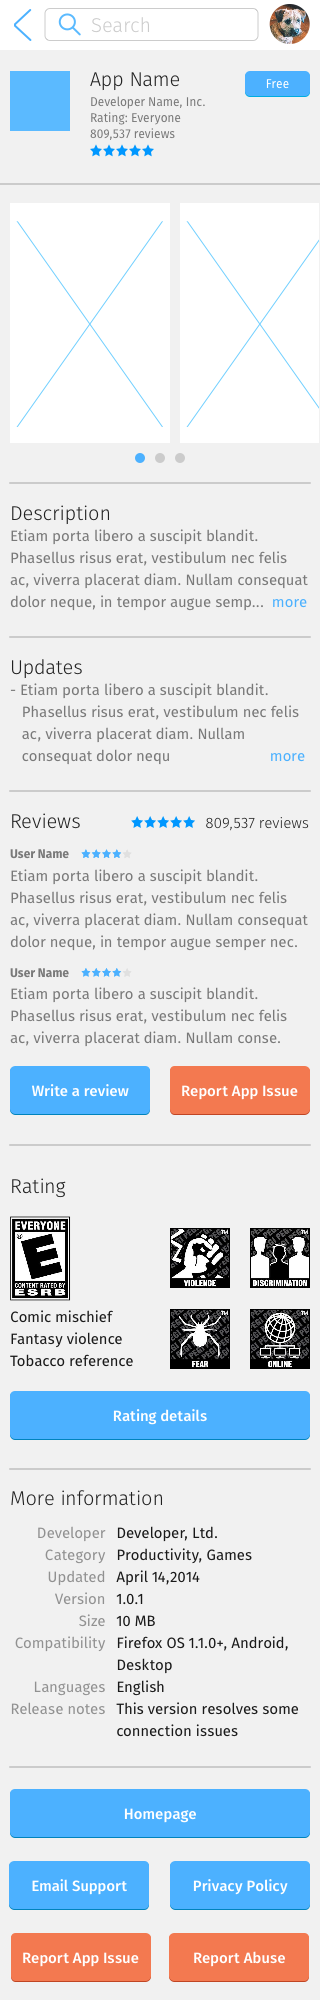 Search
App Name
Developer Name, Inc.
Free
Rating: Everyone
809,537 reviews
Description
Etiam porta libero a suscipit blandit.
Phasellus risus erat, vestibulum nec felis
ac, viverra placerat diam. Nullam consequat
dolor neque, in tempor augue semp... more
Updates
- Etiam porta libero a suscipit blandit.
Phasellus risus erat, vestibulum nec felis
ac, viverra placerat diam. Nullam
consequat dolor nequ more
Reviews 809,537 reviews
User Name
Etiam porta libero a suscipit blandit.
Phasellus risus erat, vestibulum nec felis
ac, viverra placerat diam. Nullam consequat
dolor neque, in tempor augue semper nec.
User Name
Etiam porta libero a suscipit blandit.
Phasellus risus erat, vestibulum nec felis
ac, viverra placerat diam. Nullam conse.
Write a review Report App Issue
Rating
EVERYONE
E
CONTENT RATED BY
ESRB
VIOLENCE DISCRIMINATION
Comic mischief
Fantasy violence
Tobacco reference
FEAR ONLINE
Rating details
More information
Developer Developer, Ltd.
Category Productivity, Games
Updated April 14,2014
Version 1.0.1
Size 10 MB
Compatibility Firefox OS 1.1.0+, Android,
Desktop
Languages English
Release notes This version resolves some
connection issues
Homepage
Email Support Privacy Policy
Report App Issue Report Abuse